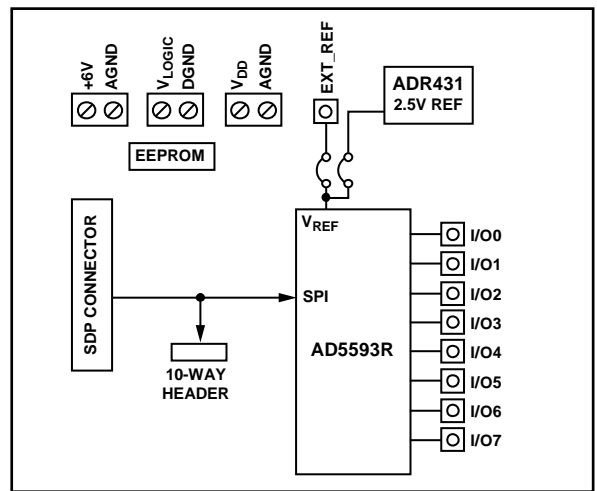 +6V
AGND
VLOGIC
DGND
VDD
AGND
EXT_REF
ADR431
2.5V REF
EEPROM
SDP CONNECTOR
VREF
SPI
AD5593R
10-WAY
HEADER
I/O0
I/O1
I/O2
I/O3
I/O4
I/O5
I/O6
I/O7